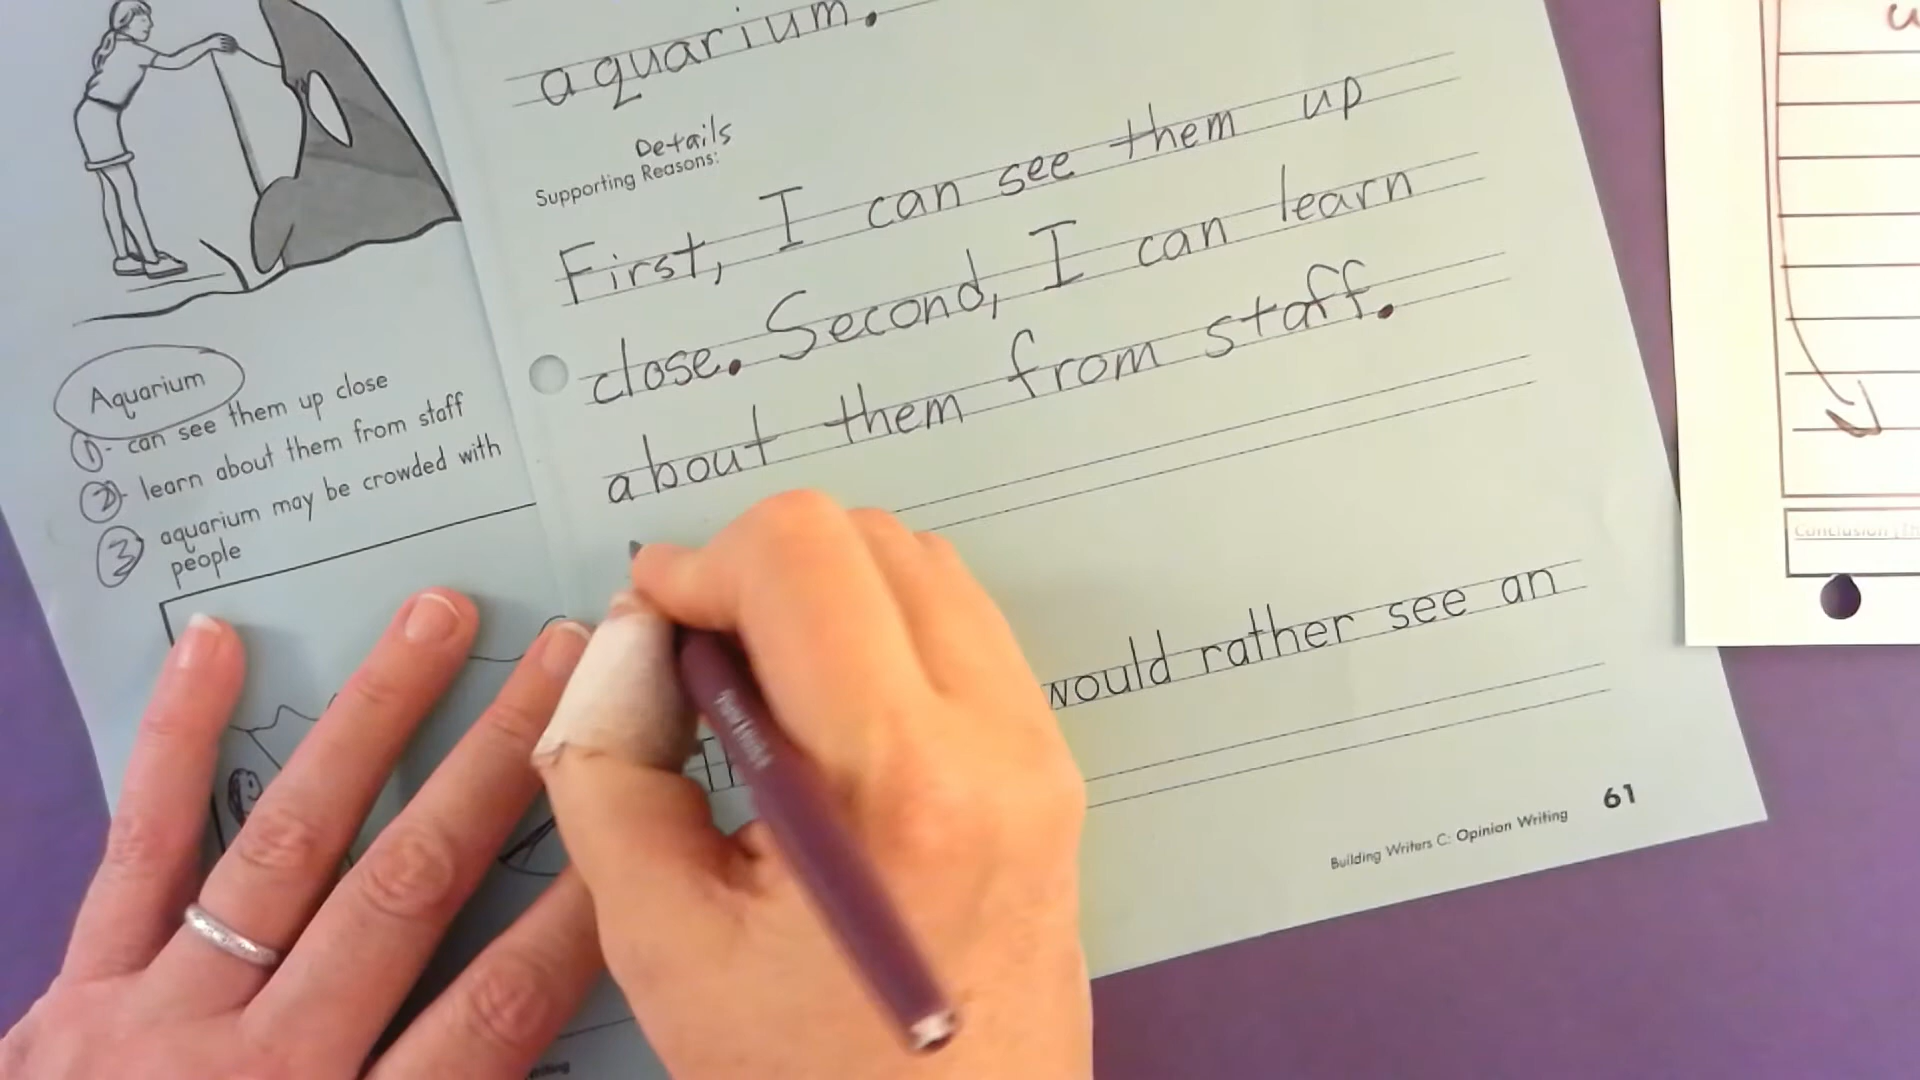 Aquarium
1 - can see them up close
2 - learn about them from staff
3 aquarium may be crowded with
people
aquarium.
Details
Supporting Reasons:
First, I can see them up
close. Second, I can learn
about them from staff.
would rather see an
Building Writers C: Opinion Writing 61
Conclusion